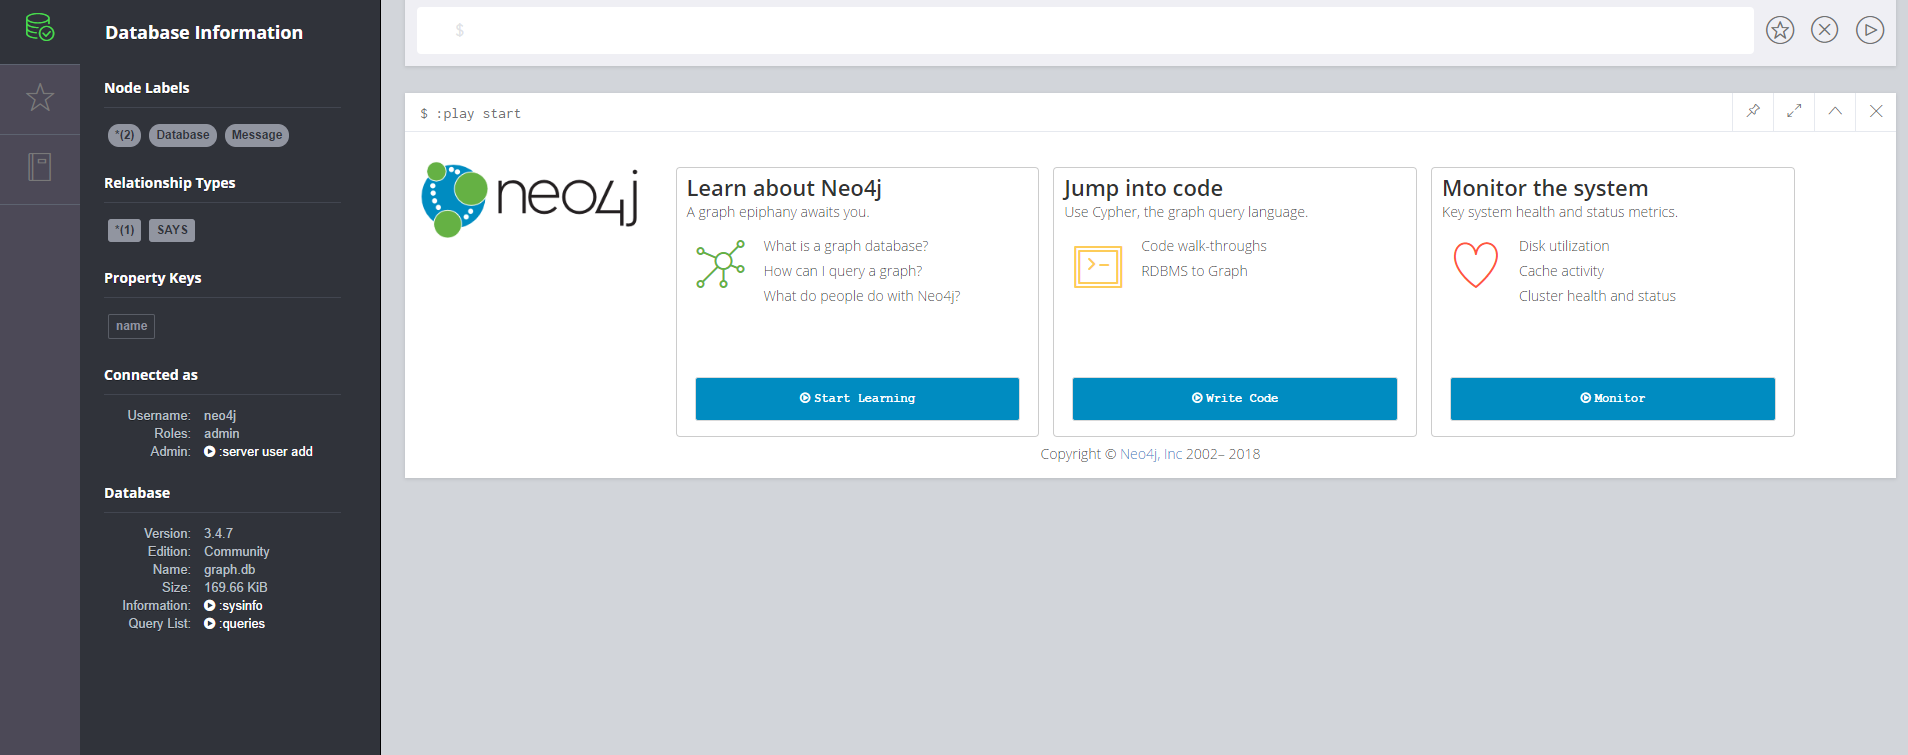 Database Information
Node Labels
*(2) Database Message
Relationship Types
*(1) SAYS
Property Keys
name
Connected as
Username: neo4j
Roles: admin
Admin: :server user add
Database
Version: 3.4.7
Edition: Community
Name: graph.db
Size: 169.66 KiB
Information: :sysinfo
Query List: :queries
$
$ :play start
neo4j
Learn about Neo4j
A graph epiphany awaits you.
What is a graph database?
How can I query a graph?
What do people do with Neo4j?
Start Learning
Jump into code
Use Cypher, the graph query language.
Code walk-throughs
RDBMS to Graph
Write Code
Monitor the system
Key system health and status metrics.
Disk utilization
Cache activity
Cluster health and status
Monitor
Copyright © Neo4j, Inc 2002– 2018